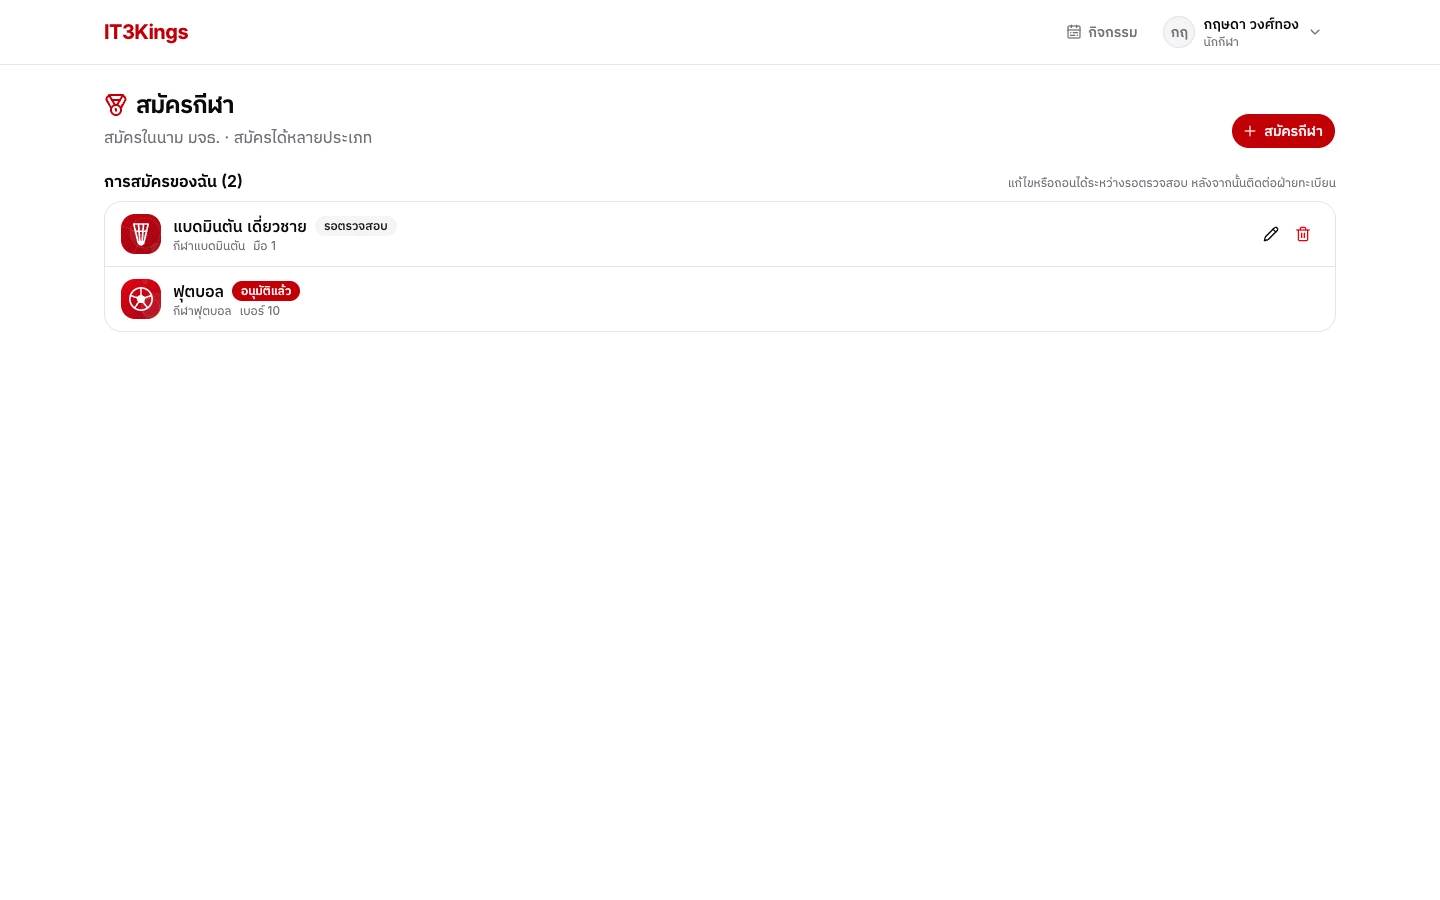 IT3Kings
กิจกรรม
กฤ
กฤษดา วงศ์ทอง
นักกีฬา
สมัครกีฬา
สมัครในนาม มจธ. · สมัครได้หลายประเภท
+ สมัครกีฬา
การสมัครของฉัน (2)
แก้ไขหรือถอนได้ระหว่างรอตรวจสอบ หลังจากนั้นติดต่อฝ่ายทะเบียน
แบดมินตัน เดี่ยวชาย รอตรวจสอบ
กีฬาแบดมินตัน มือ 1
ฟุตบอล อนุมัติแล้ว
กีฬาฟุตบอล เบอร์ 10